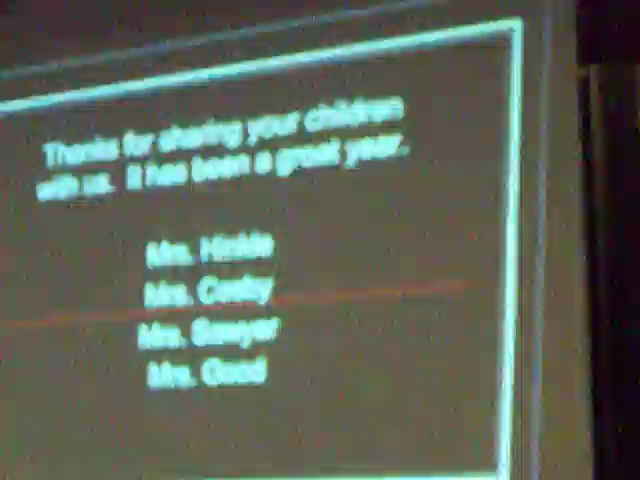 Thanks for sharing your children
with us. It has been a great year.
Mrs. Hinkle
Mrs. Cosby
Mrs. Sawyer
Mrs. Good